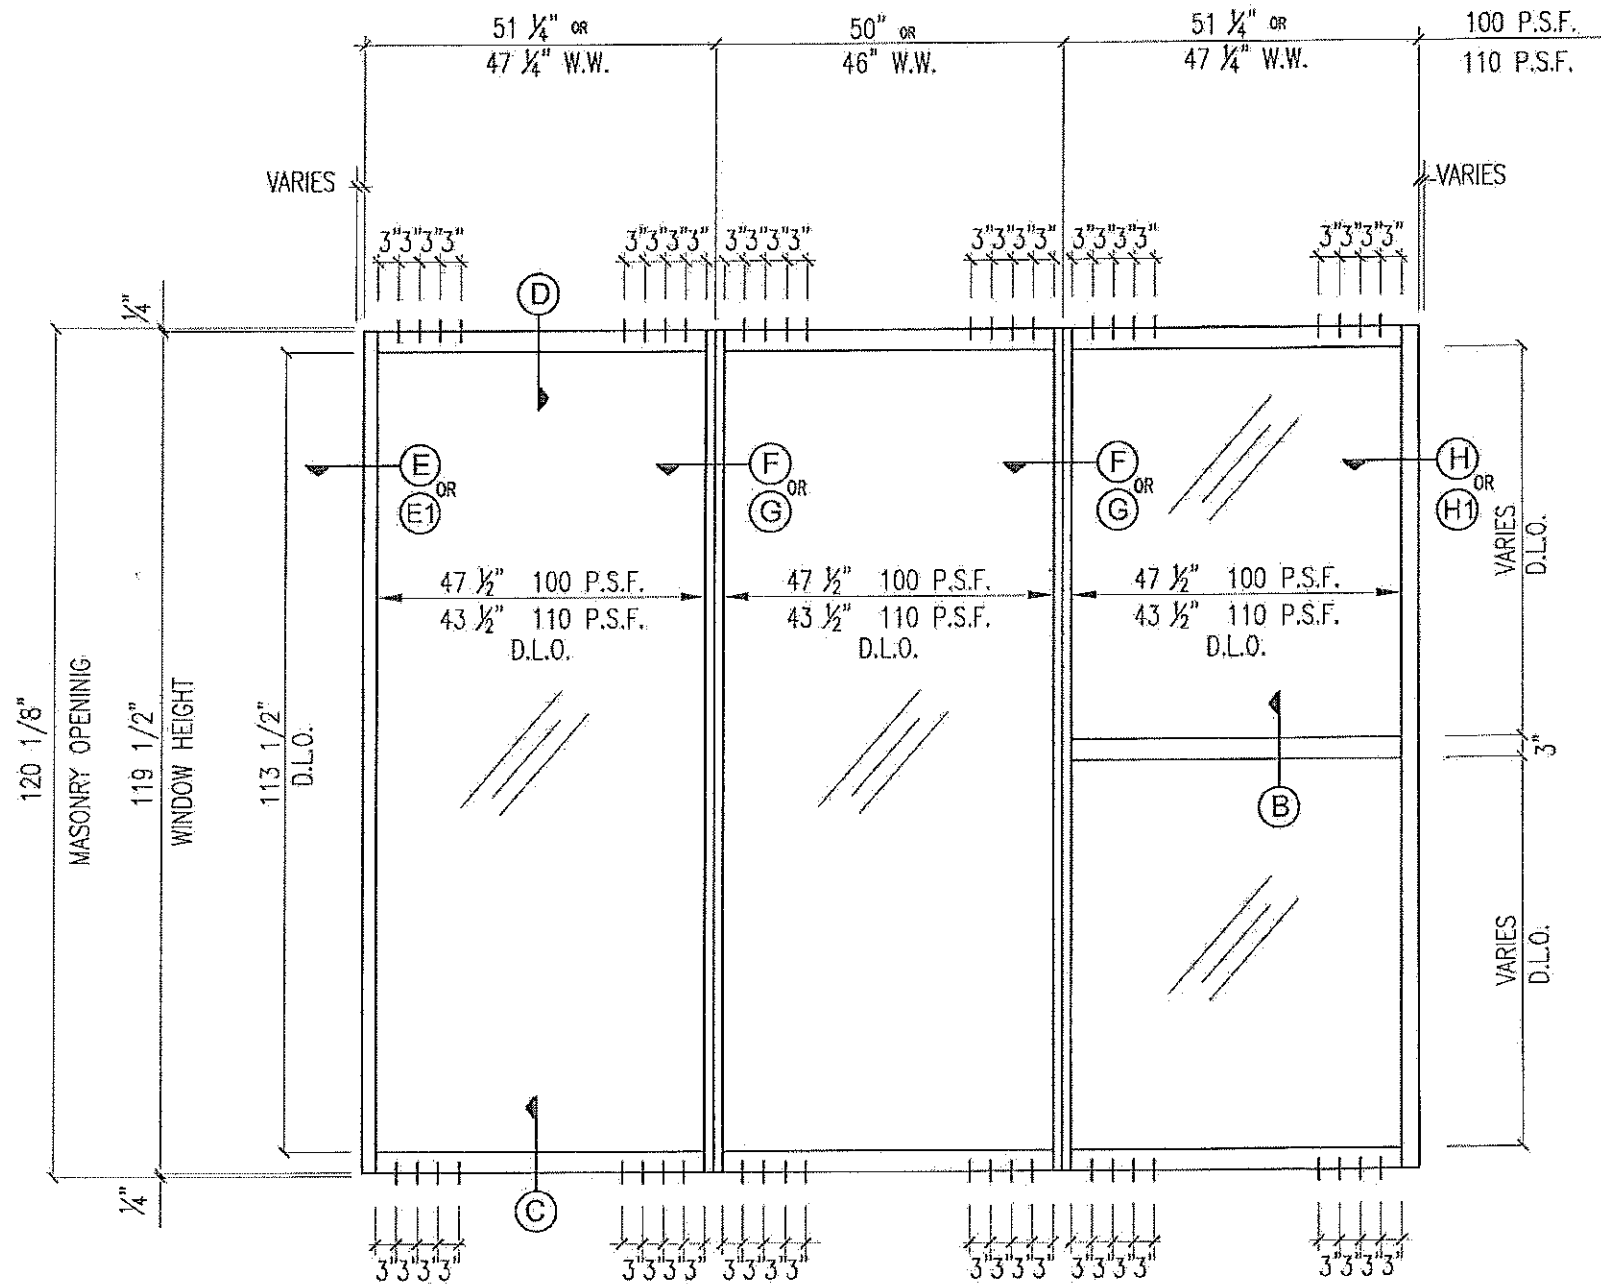 51 ¼" OR
47 ¼" W.W.
50" OR
46" W.W.
51 ¼" OR
47 ¼" W.W.
100 P.S.F.
110 P.S.F.
VARIES
VARIES
3"3"3"3"
3"3"3"3"
3"3"3"3"
3"3"3"3"
3"3"3"3"
3"3"3"3"
¼"
D
E
OR
E1
F
OR
G
F
OR
G
H
OR
H1
47 ½" 100 P.S.F.
43 ½" 110 P.S.F.
D.L.O.
47 ½" 100 P.S.F.
43 ½" 110 P.S.F.
D.L.O.
47 ½" 100 P.S.F.
43 ½" 110 P.S.F.
D.L.O.
VARIES
D.L.O.
120 1/8"
MASONRY OPENING
119 1/2"
WINDOW HEIGHT
113 1/2"
D.L.O.
3"
B
VARIES
D.L.O.
¼"
C
3"3"3"3"
3"3"3"3"
3"3"3"3"
3"3"3"3"
3"3"3"3"
3"3"3"3"